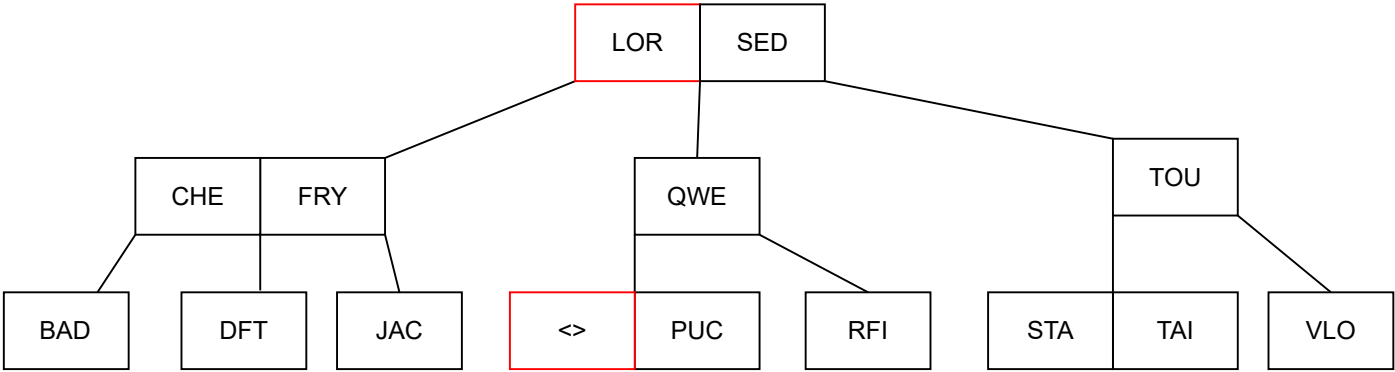 LOR SED
CHE FRY QWE TOU
BAD DFT JAC <> PUC RFI STA TAI VLO